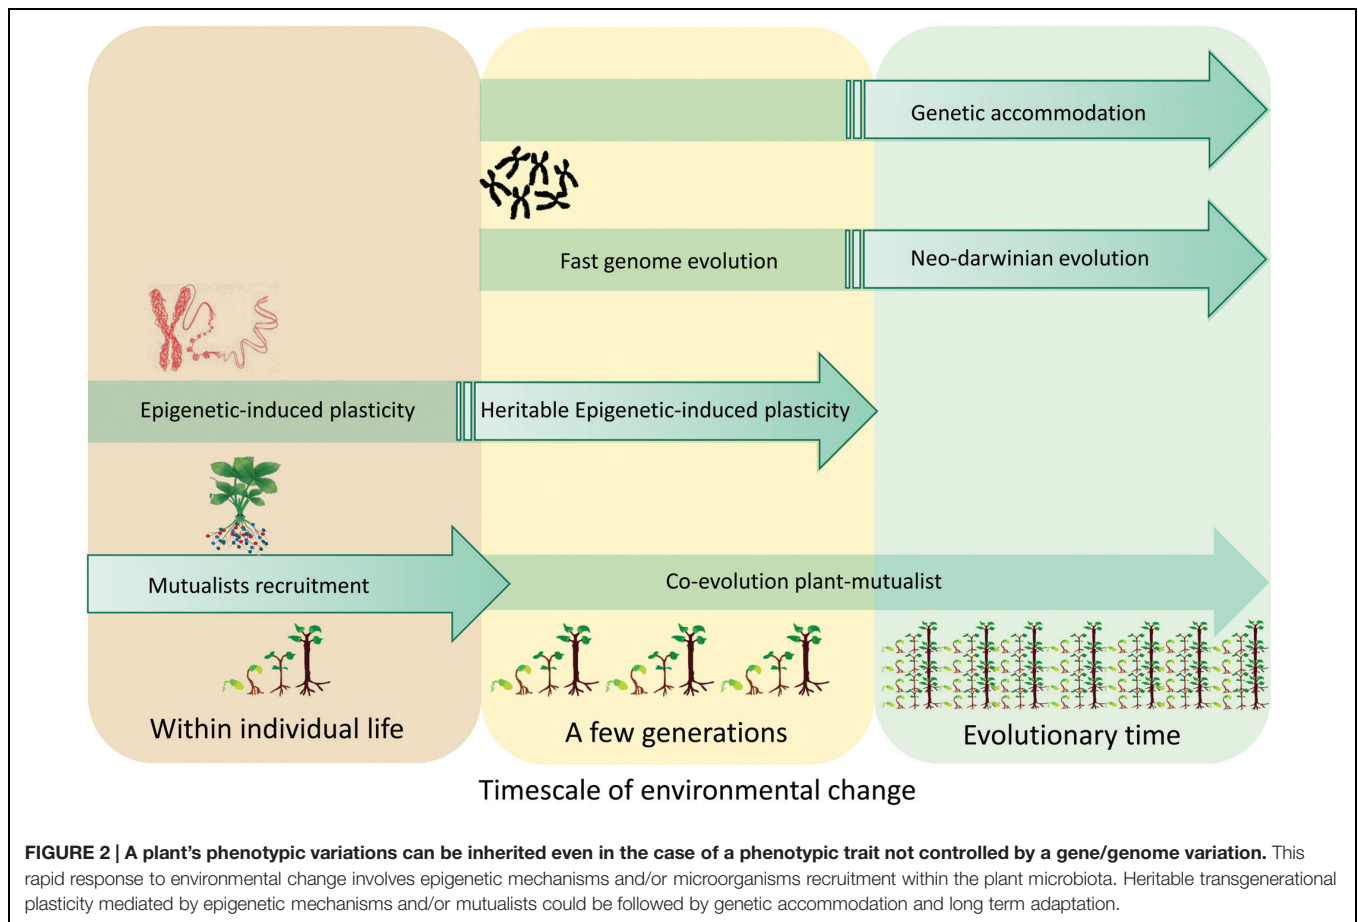 Genetic accommodation
Fast genome evolution
Neo-darwinian evolution
Epigenetic-induced plasticity
Heritable Epigenetic-induced plasticity
Mutualists recruitment
Co-evolution plant-mutualist
Within individual life
A few generations
Evolutionary time
Timescale of environmental change
FIGURE 2 | A plant's phenotypic variations can be inherited even in the case of a phenotypic trait not controlled by a gene/genome variation. This
rapid response to environmental change involves epigenetic mechanisms and/or microorganisms recruitment within the plant microbiota. Heritable transgenerational
plasticity mediated by epigenetic mechanisms and/or mutualists could be followed by genetic accommodation and long term adaptation.